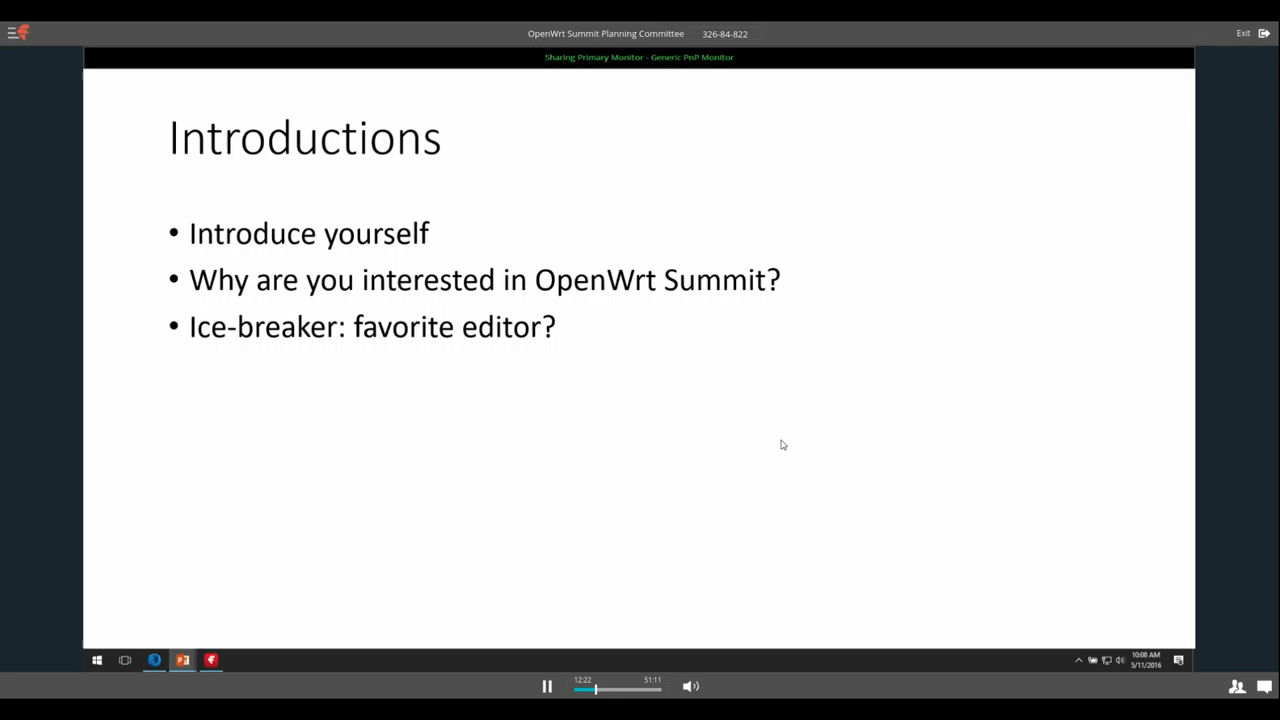 OpenWrt Summit Planning Committee 326-84-822
Exit
Sharing Primary Monitor - Generic PnP Monitor
Introductions
• Introduce yourself
• Why are you interested in OpenWrt Summit?
• Ice-breaker: favorite editor?
10:08 AM
5/11/2016
12:22 51:11